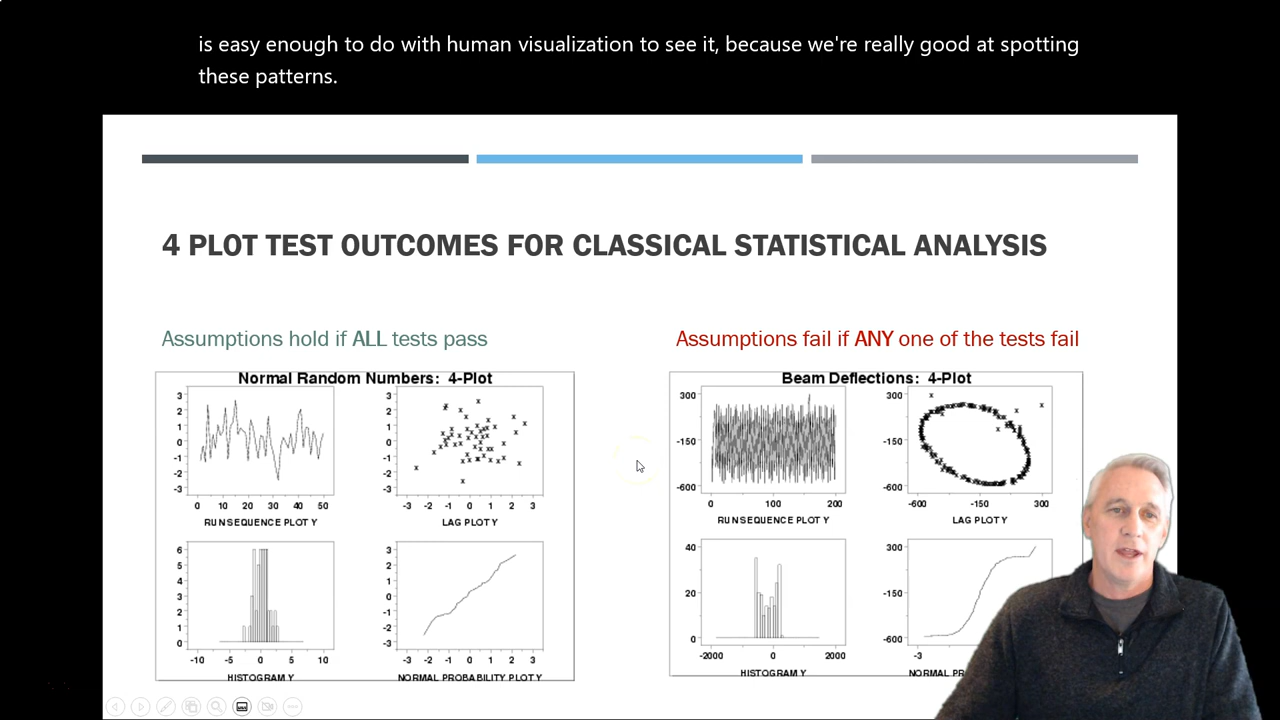 is easy enough to do with human visualization to see it, because we're really good at spotting
these patterns.
4 PLOT TEST OUTCOMES FOR CLASSICAL STATISTICAL ANALYSIS
Assumptions hold if ALL tests pass
Normal Random Numbers: 4-Plot
3
2
1
0
-1
-2
-3
0 10 20 30 40 50
RUN SEQUENCE PLOT Y
3
2
1
0
-1
-2
-3
-3 -2 -1 0 1 2 3
LAG PLOT Y
6
5
4
3
2
1
0
-10 -5 0 5 10
HISTOGRAM Y
3
2
1
0
-1
-2
-3
-3 -2 -1 0 1 2 3
NORMAL PROBABILITY PLOT Y
Assumptions fail if ANY one of the tests fail
Beam Deflections: 4-Plot
300
-150
-600
0 100 200
RUN SEQUENCE PLOT Y
300
-150
-600
-600 -150 300
LAG PLOT Y
40
20
0
-2000 0 2000
HISTOGRAM Y
300
-150
-600
-3
NORMAL PR